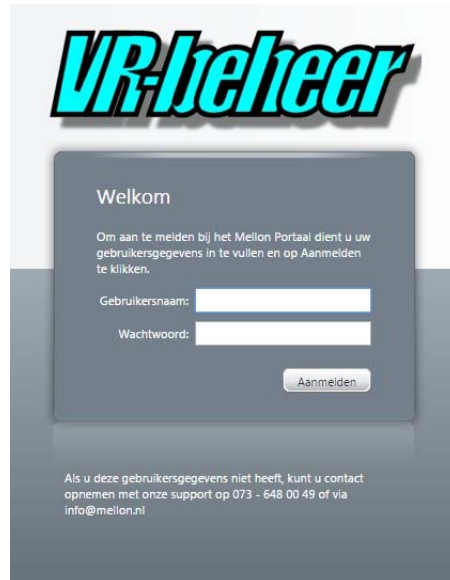 VR-beheer
Welkom
Om aan te melden bij het Mellon Portaal dient u uw
gebruikersgegevens in te vullen en op Aanmelden
te klikken.
Gebruikersnaam:
Wachtwoord:
Aanmelden
Als u deze gebruikersgegevens niet heeft, kunt u contact
opnemen met onze support op 073 - 648 00 49 of via
info@mellon.nl